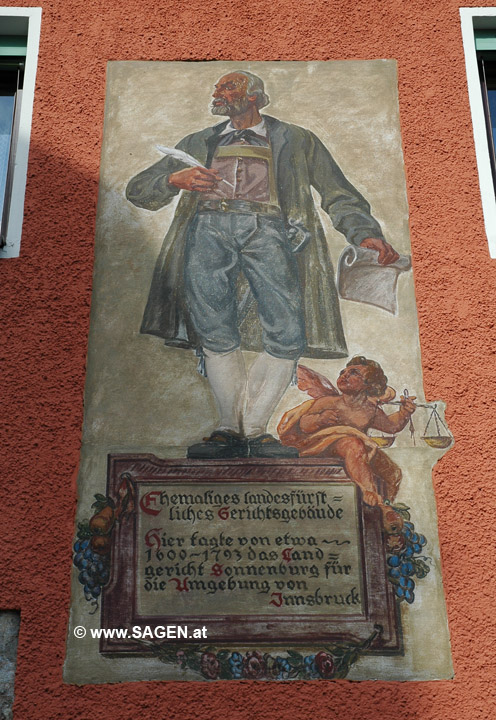 Ehemaliges landesfürst=
liches Gerichtsgebäude
Hier tagte von etwa ~
1600-1793 das Land=
gericht Sonnenburg für
die Umgebung von
Innsbruck
© www.SAGEN.at